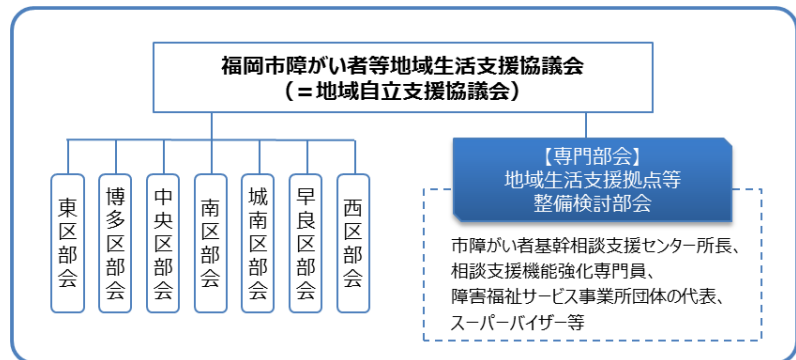 福岡市障がい者等地域生活支援協議会
（＝地域自立支援協議会）
東区部会
博多区部会
中央区部会
南区部会
城南区部会
早良区部会
西区部会
【専門部会】
地域生活支援拠点等
整備検討部会
市障がい者基幹相談支援センター所長、
相談支援機能強化専門員、
障害福祉サービス事業所団体の代表、
スーパーバイザー等